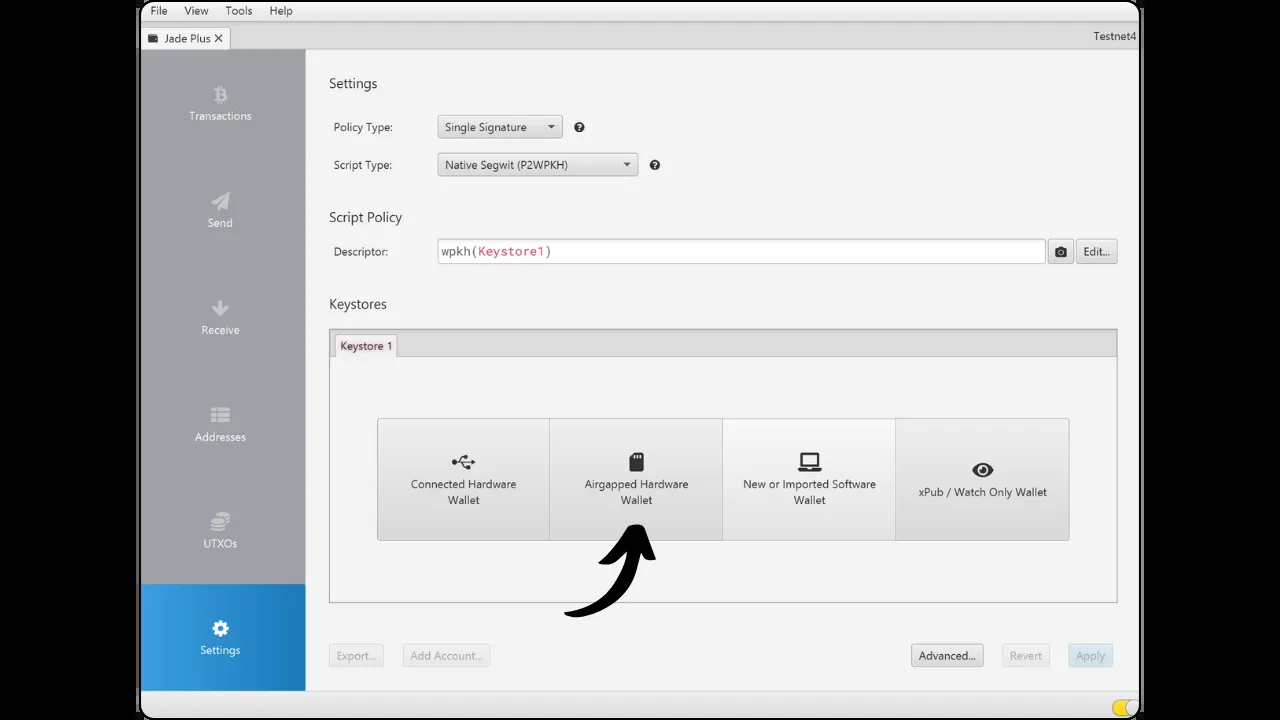 File View Tools Help
Jade Plus
Testnet4
Transactions
Send
Receive
Addresses
UTXOs
Settings
Settings
Policy Type: Single Signature
Script Type: Native Segwit (P2WPKH)
Script Policy
Descriptor: wpkh(Keystore1) Edit...
Keystores
Keystore 1
Connected Hardware
Wallet
Airgapped Hardware
Wallet
New or Imported Software
Wallet
xPub / Watch Only Wallet
Export... Add Account... Advanced... Revert Apply